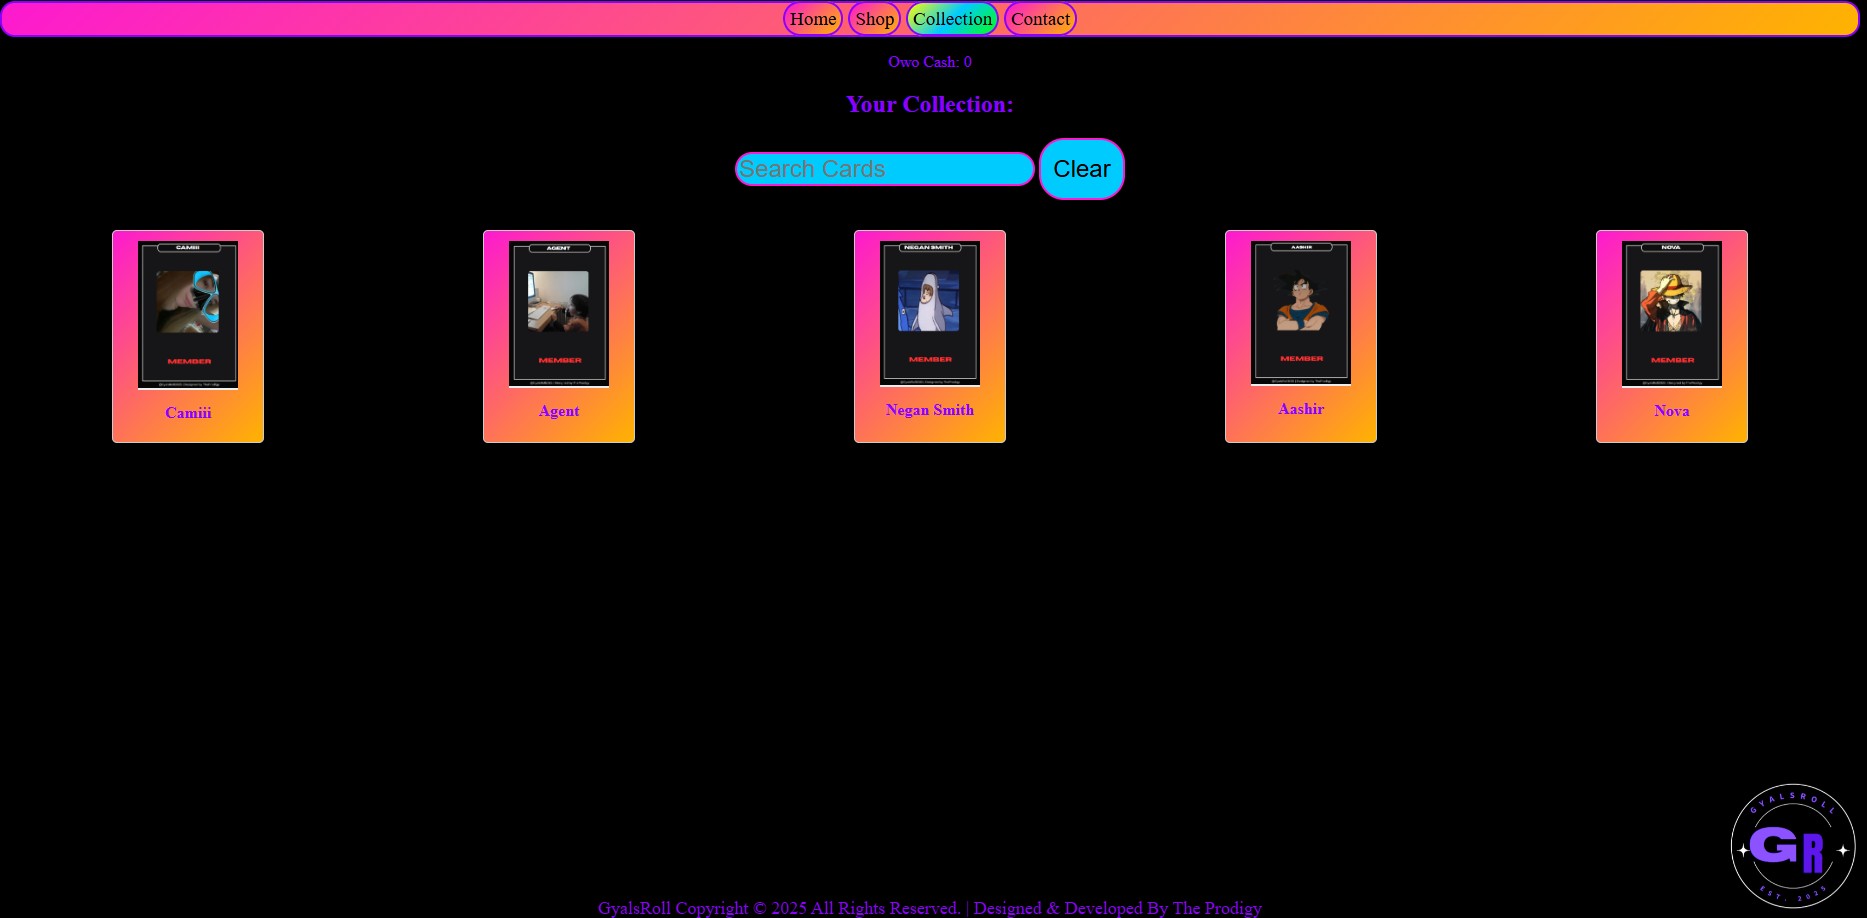 Home Shop Collection Contact
Owo Cash: 0
Your Collection:
Search Cards Clear
CAMIII
MEMBER
Camiii
AGENT
MEMBER
Agent
NEGAN SMITH
MEMBER
Negan Smith
AASHIR
MEMBER
Aashir
NOVA
MEMBER
Nova
GYALSROLL
GR
EST. 2025
GyalsRoll Copyright © 2025 All Rights Reserved. | Designed & Developed By The Prodigy